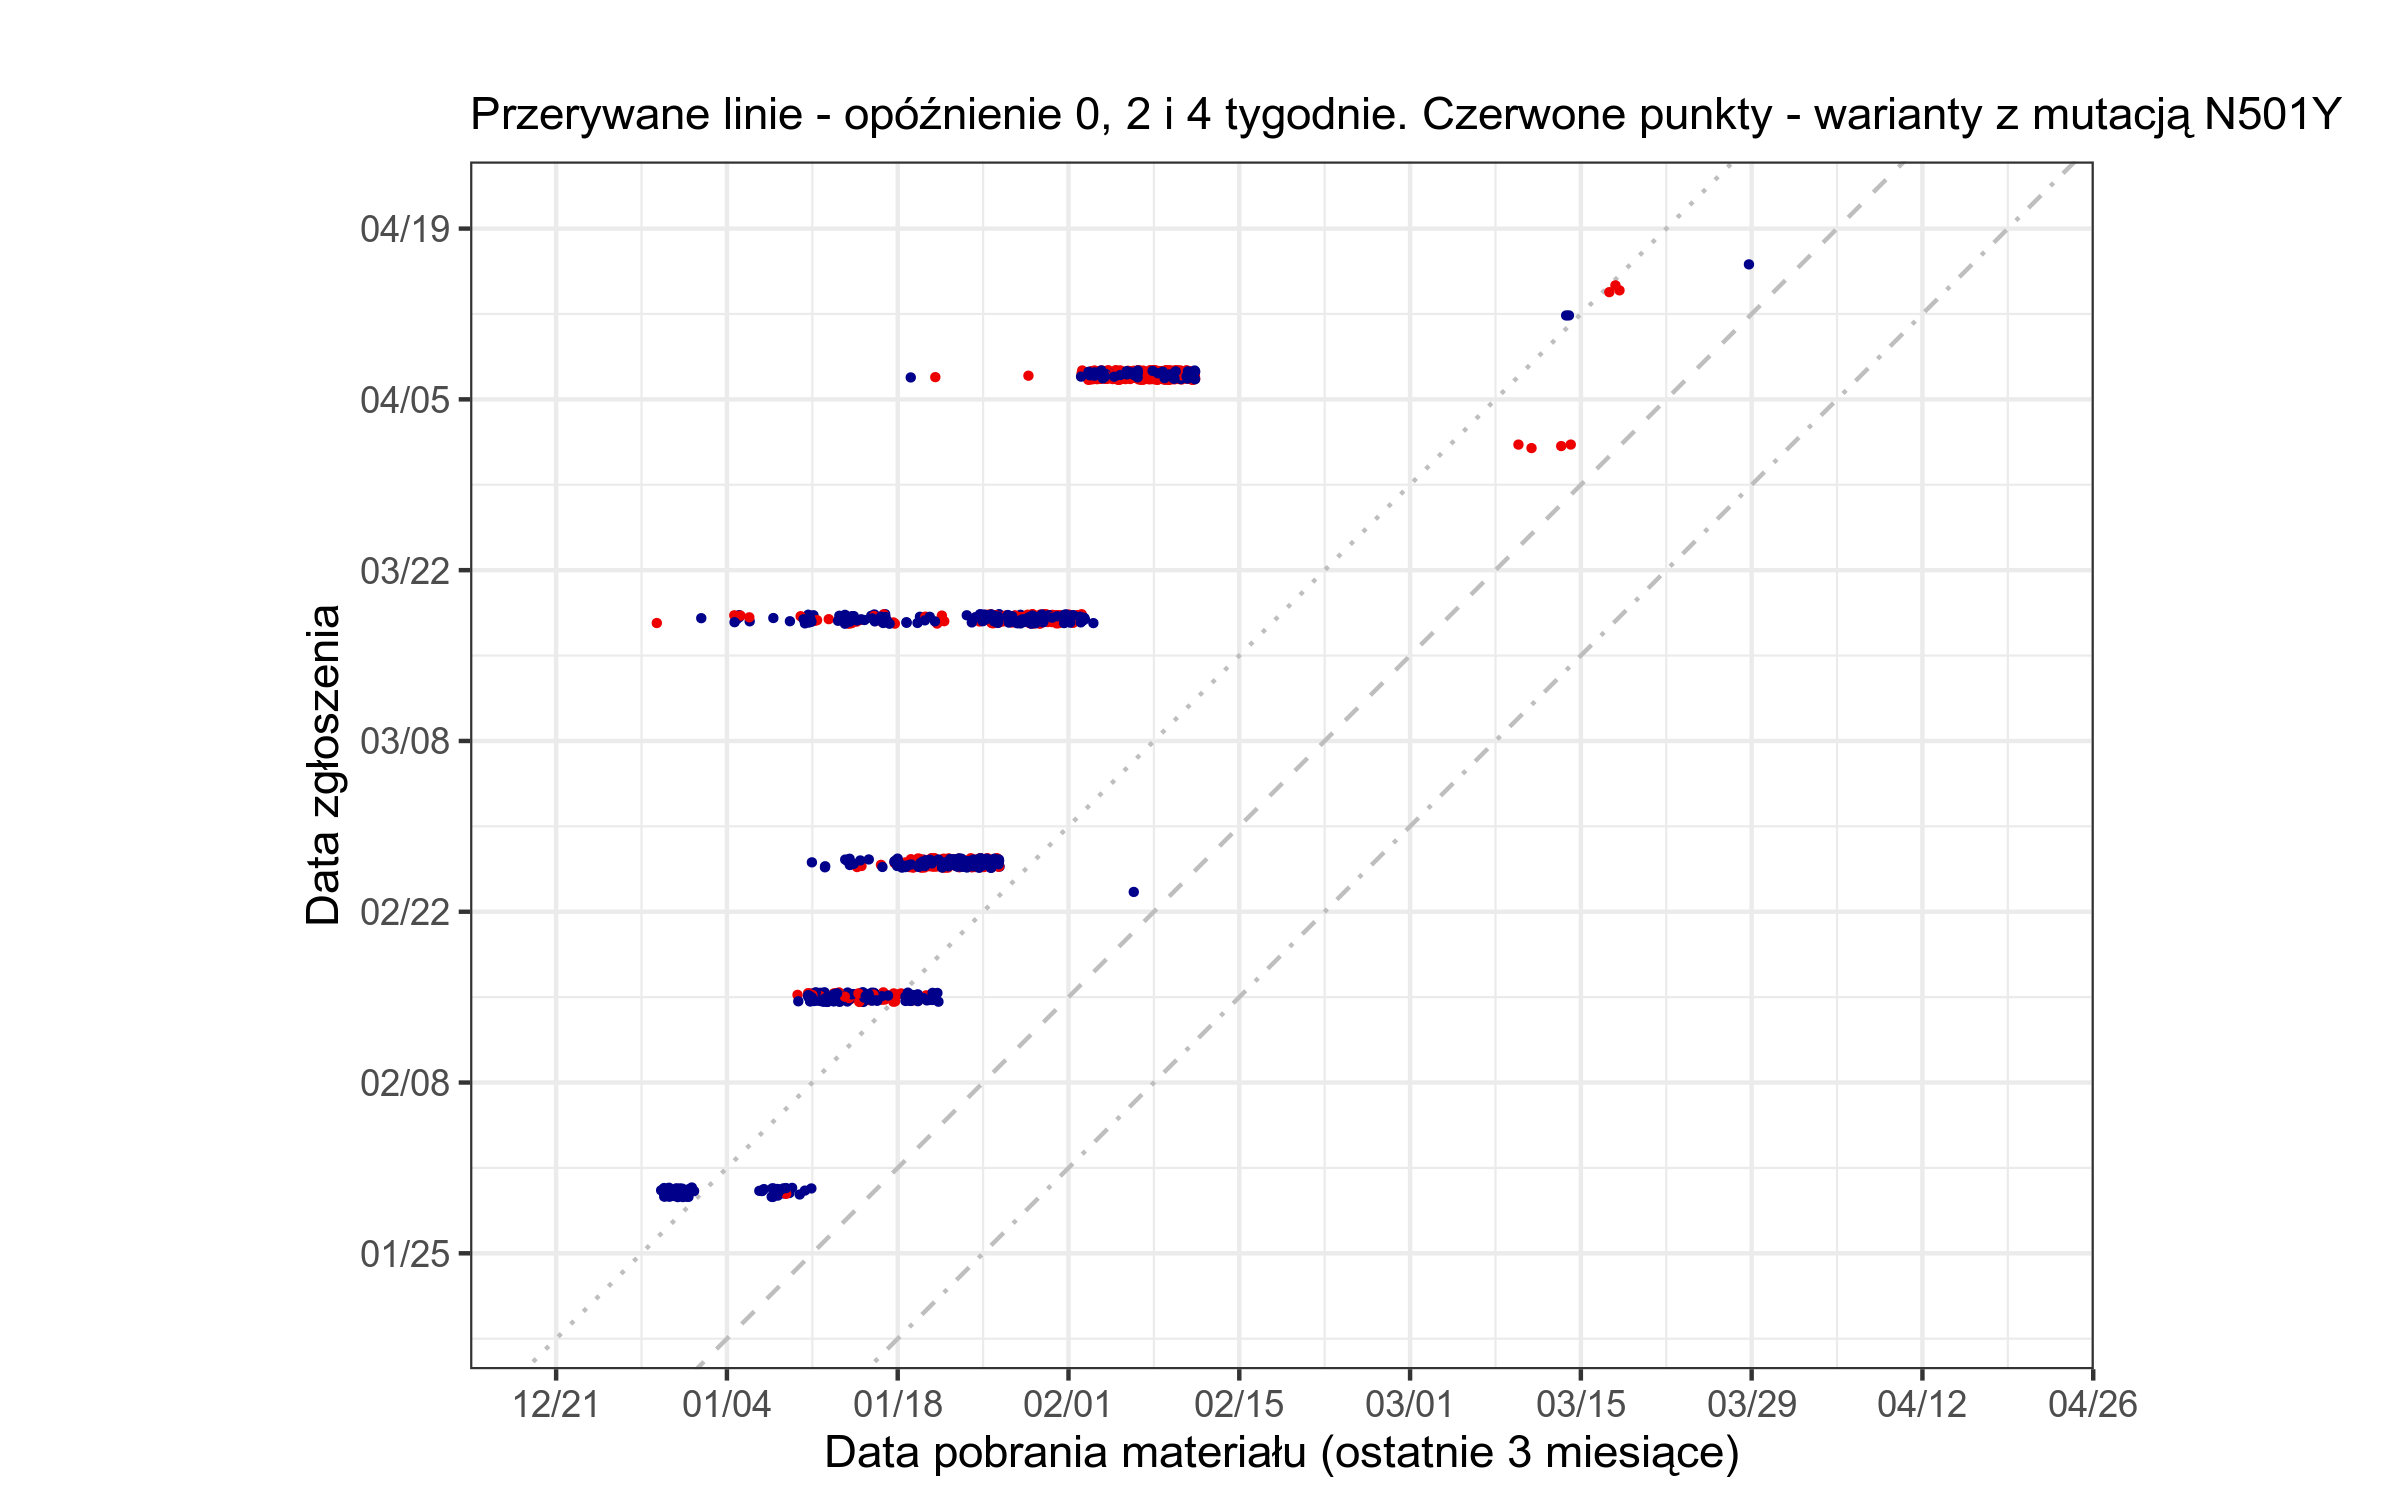 Przerywane linie - opóźnienie 0, 2 i 4 tygodnie. Czerwone punkty - warianty z mutacją N501Y
04/19
04/05
03/22
03/08
02/22
02/08
01/25
Data zgłoszenia
12/21 01/04 01/18 02/01 02/15 03/01 03/15 03/29 04/12 04/26
Data pobrania materiału (ostatnie 3 miesiące)